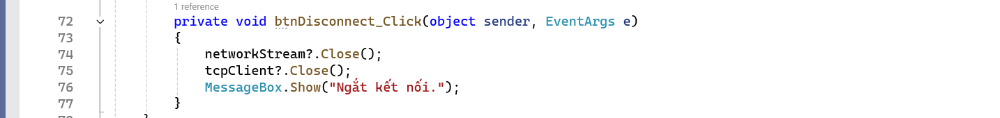 1 reference
72 private void btnDisconnect_Click(object sender, EventArgs e)
73 {
74 networkStream?.Close();
75 tcpClient?.Close();
76 MessageBox.Show("Ngắt kết nối.");
77 }